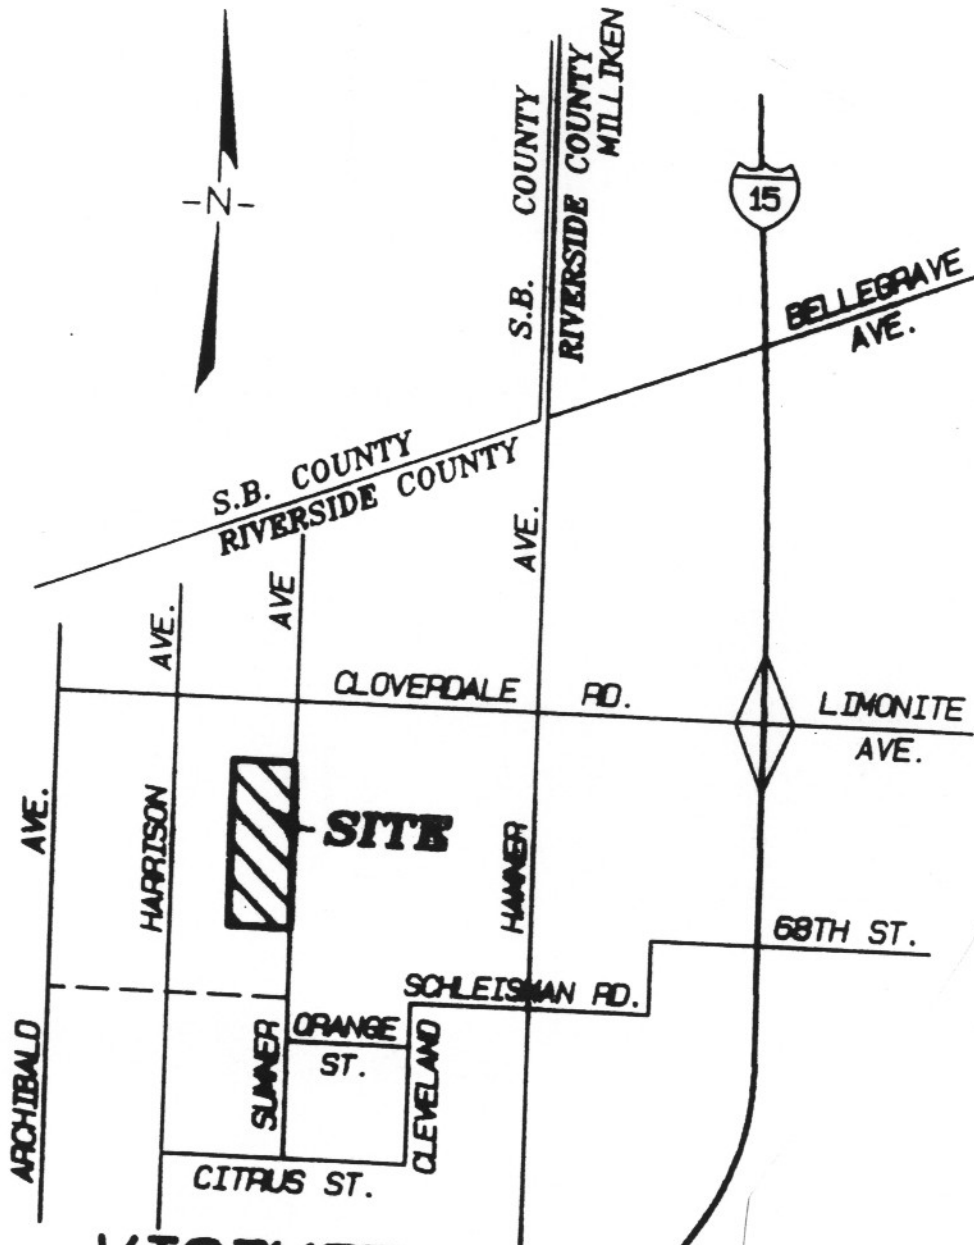 MILLIKEN
S.B. COUNTY
RIVERSIDE COUNTY
15
N
BELLEGRAVE
AVE.
S.B. COUNTY
RIVERSIDE COUNTY
AVE.
AVE
AVE.
CLOVERDALE RD.
LIMONITE
AVE.
AVE.
HARRISON
SITE
HAMNER
68TH ST.
SCHLEISMAN RD.
ORANGE
ST.
SUMNER
CLEVELAND
ARCHIBALD
CITRUS ST.